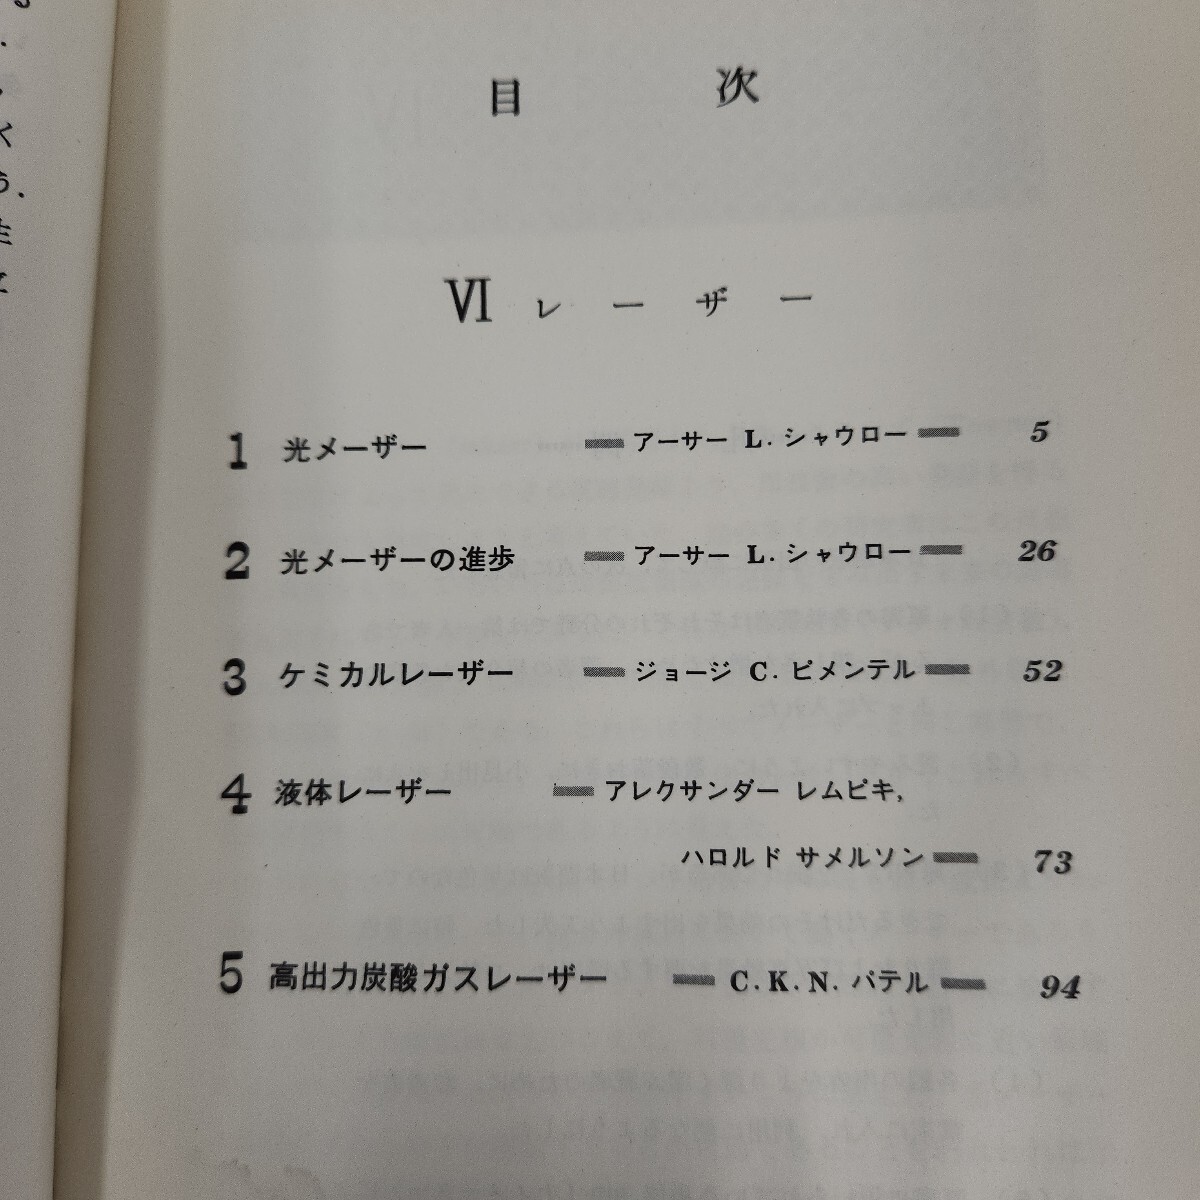 目次
Ⅵ レーザー
1 光メーザー アーサー L. シャウロー 5
2 光メーザーの進歩 アーサー L. シャウロー 26
3 ケミカルレーザー ジョージ C. ピメンテル 52
4 液体レーザー アレクサンダー レムピキ,
ハロルド サメルソン 73
5 高出力炭酸ガスレーザー C.K.N. パテル 94